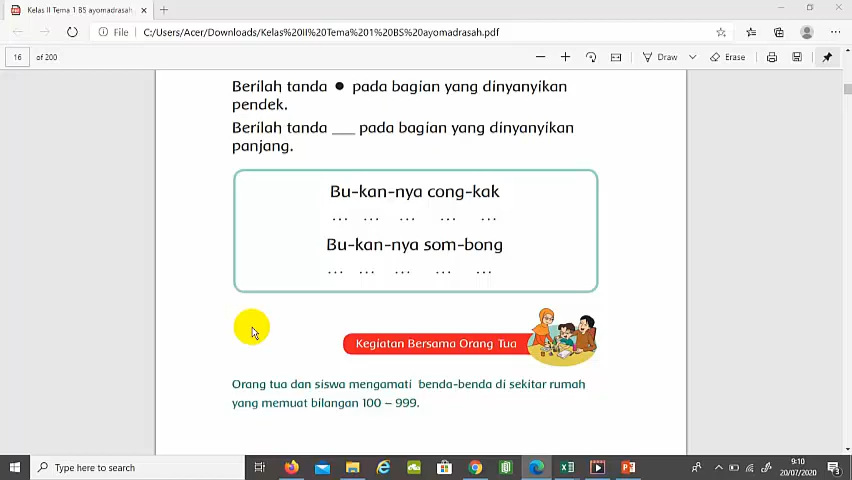 Kelas II Tema 1 BS ayomadrasah.
File
C:/Users/Acer/Downloads/Kelas%20II%20Tema%201%20BS%20ayomadrasah.pdf
16 of 200
Draw
Erase
Berilah tanda ● pada bagian yang dinyanyikan
pendek.
Berilah tanda ___ pada bagian yang dinyanyikan
panjang.
Bu-kan-nya cong-kak
... ... ... ... ...
Bu-kan-nya som-bong
... ... ... ... ...
Kegiatan Bersama Orang Tua
Orang tua dan siswa mengamati benda-benda di sekitar rumah
yang memuat bilangan 100 – 999.
Type here to search
9:10
20/07/2020